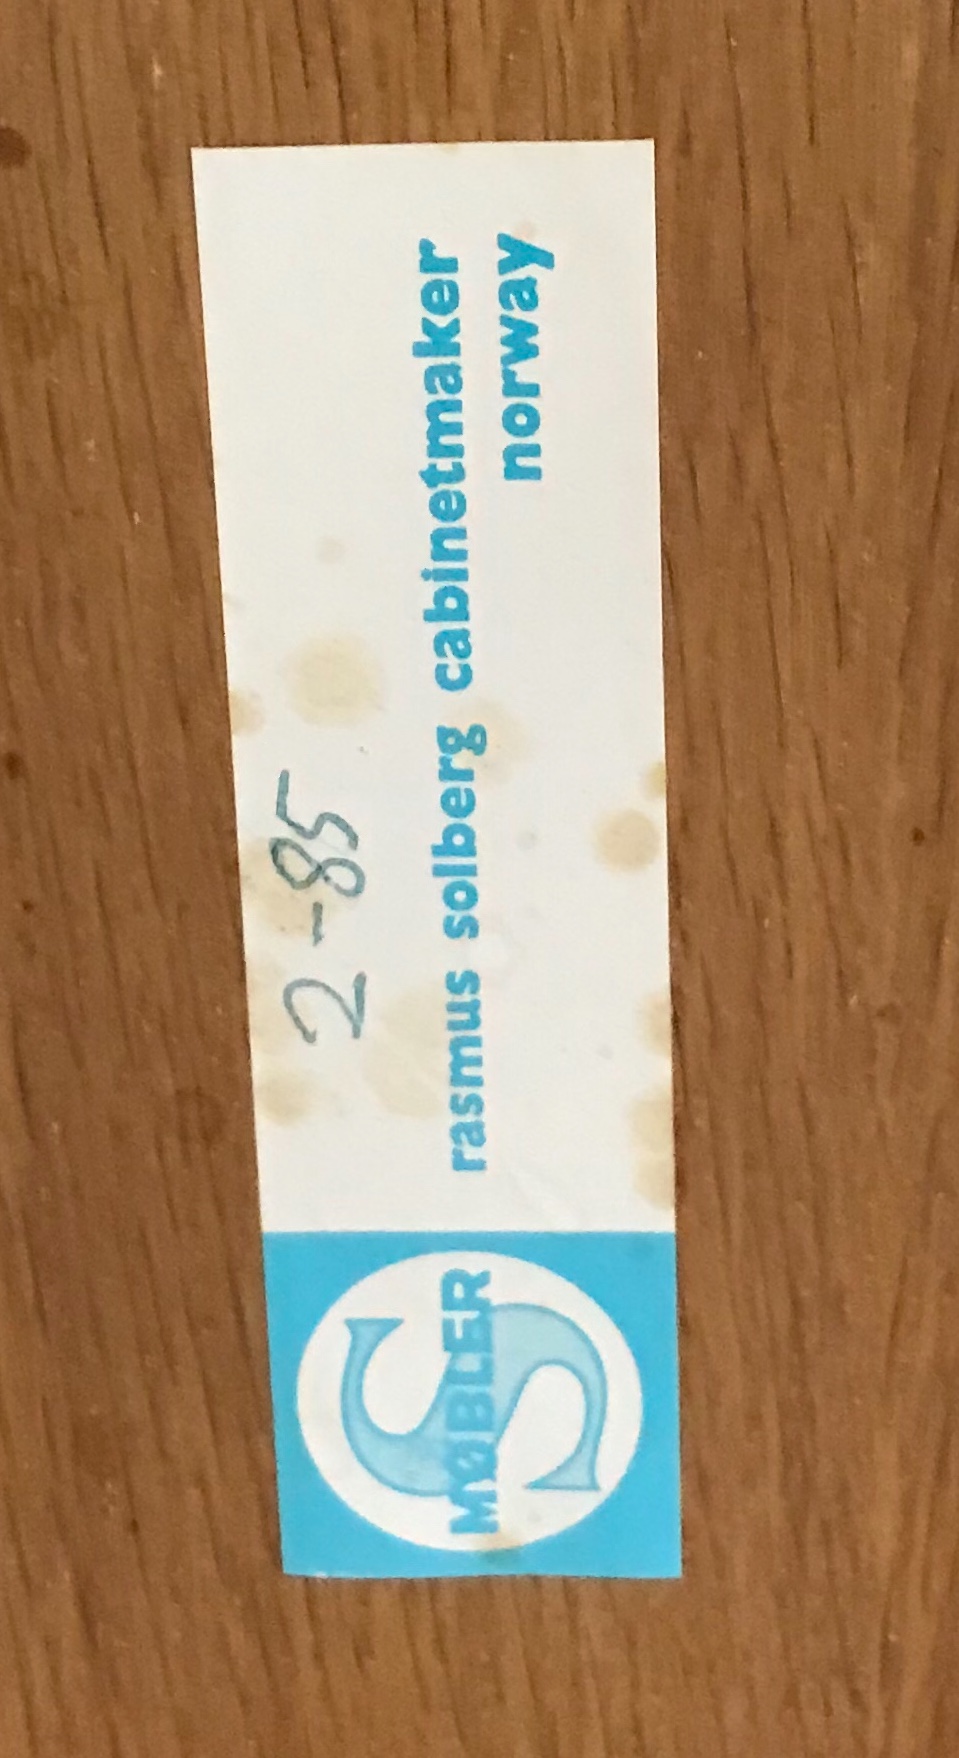 2-85
rasmus solberg cabinetmaker
norway
S
MØBLER